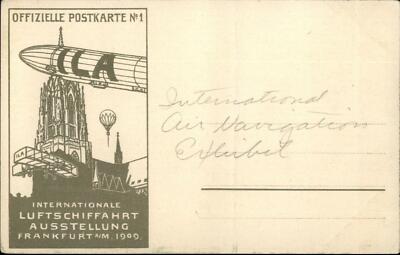 OFFIZIELLE POSTKARTE Nº1
ILA
International
Air Navigation
Exhibit
INTERNATIONALE
LUFTSCHIFFAHRT
AUSSTELLUNG
FRANKFURT A/M. 1909.